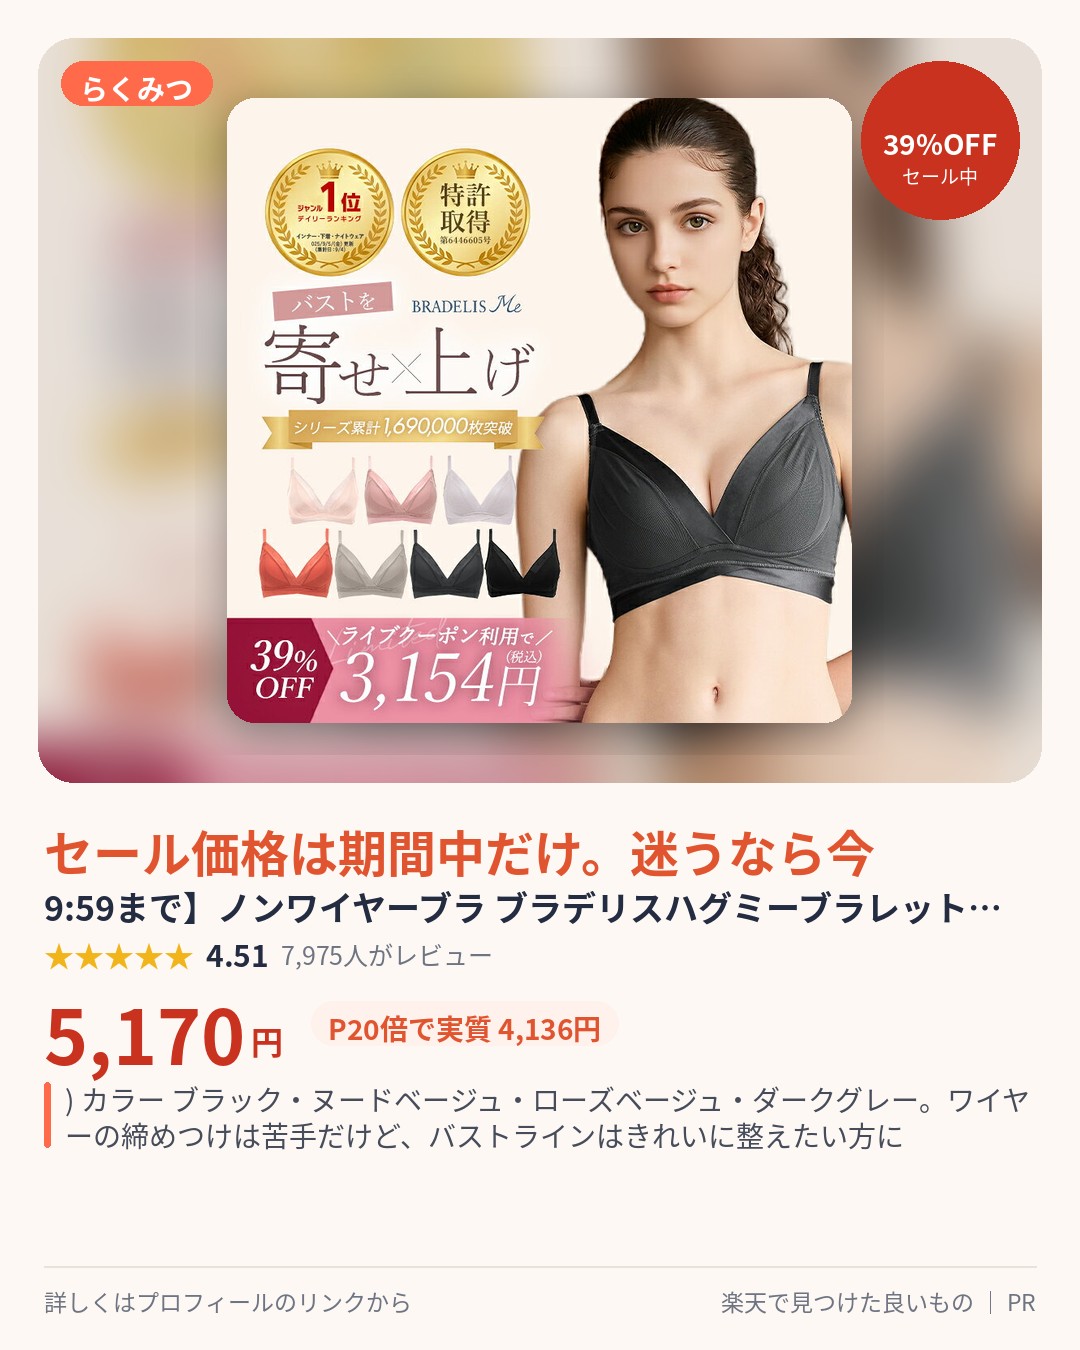 らくみつ
39%OFF
セール中
ジャンル1位
デイリーランキング
インナー・下着・ナイトウェア
特許
取得
第6446605号
バストを
BRADELIS Me
寄せ×上げ
シリーズ累計1,690,000枚突破
39%
OFF
\ライブクーポン利用で/
3,154円
(税込)
セール価格は期間中だけ。迷うなら今
9:59まで】ノンワイヤーブラ ブラデリスハグミーブラレット…
★★★★★ 4.51 7,975人がレビュー
5,170円 P20倍で実質 4,136円
) カラー ブラック・ヌードベージュ・ローズベージュ・ダークグレー。ワイヤ
ーの締めつけは苦手だけど、バストラインはきれいに整えたい方に
詳しくはプロフィールのリンクから
楽天で見つけた良いもの｜PR